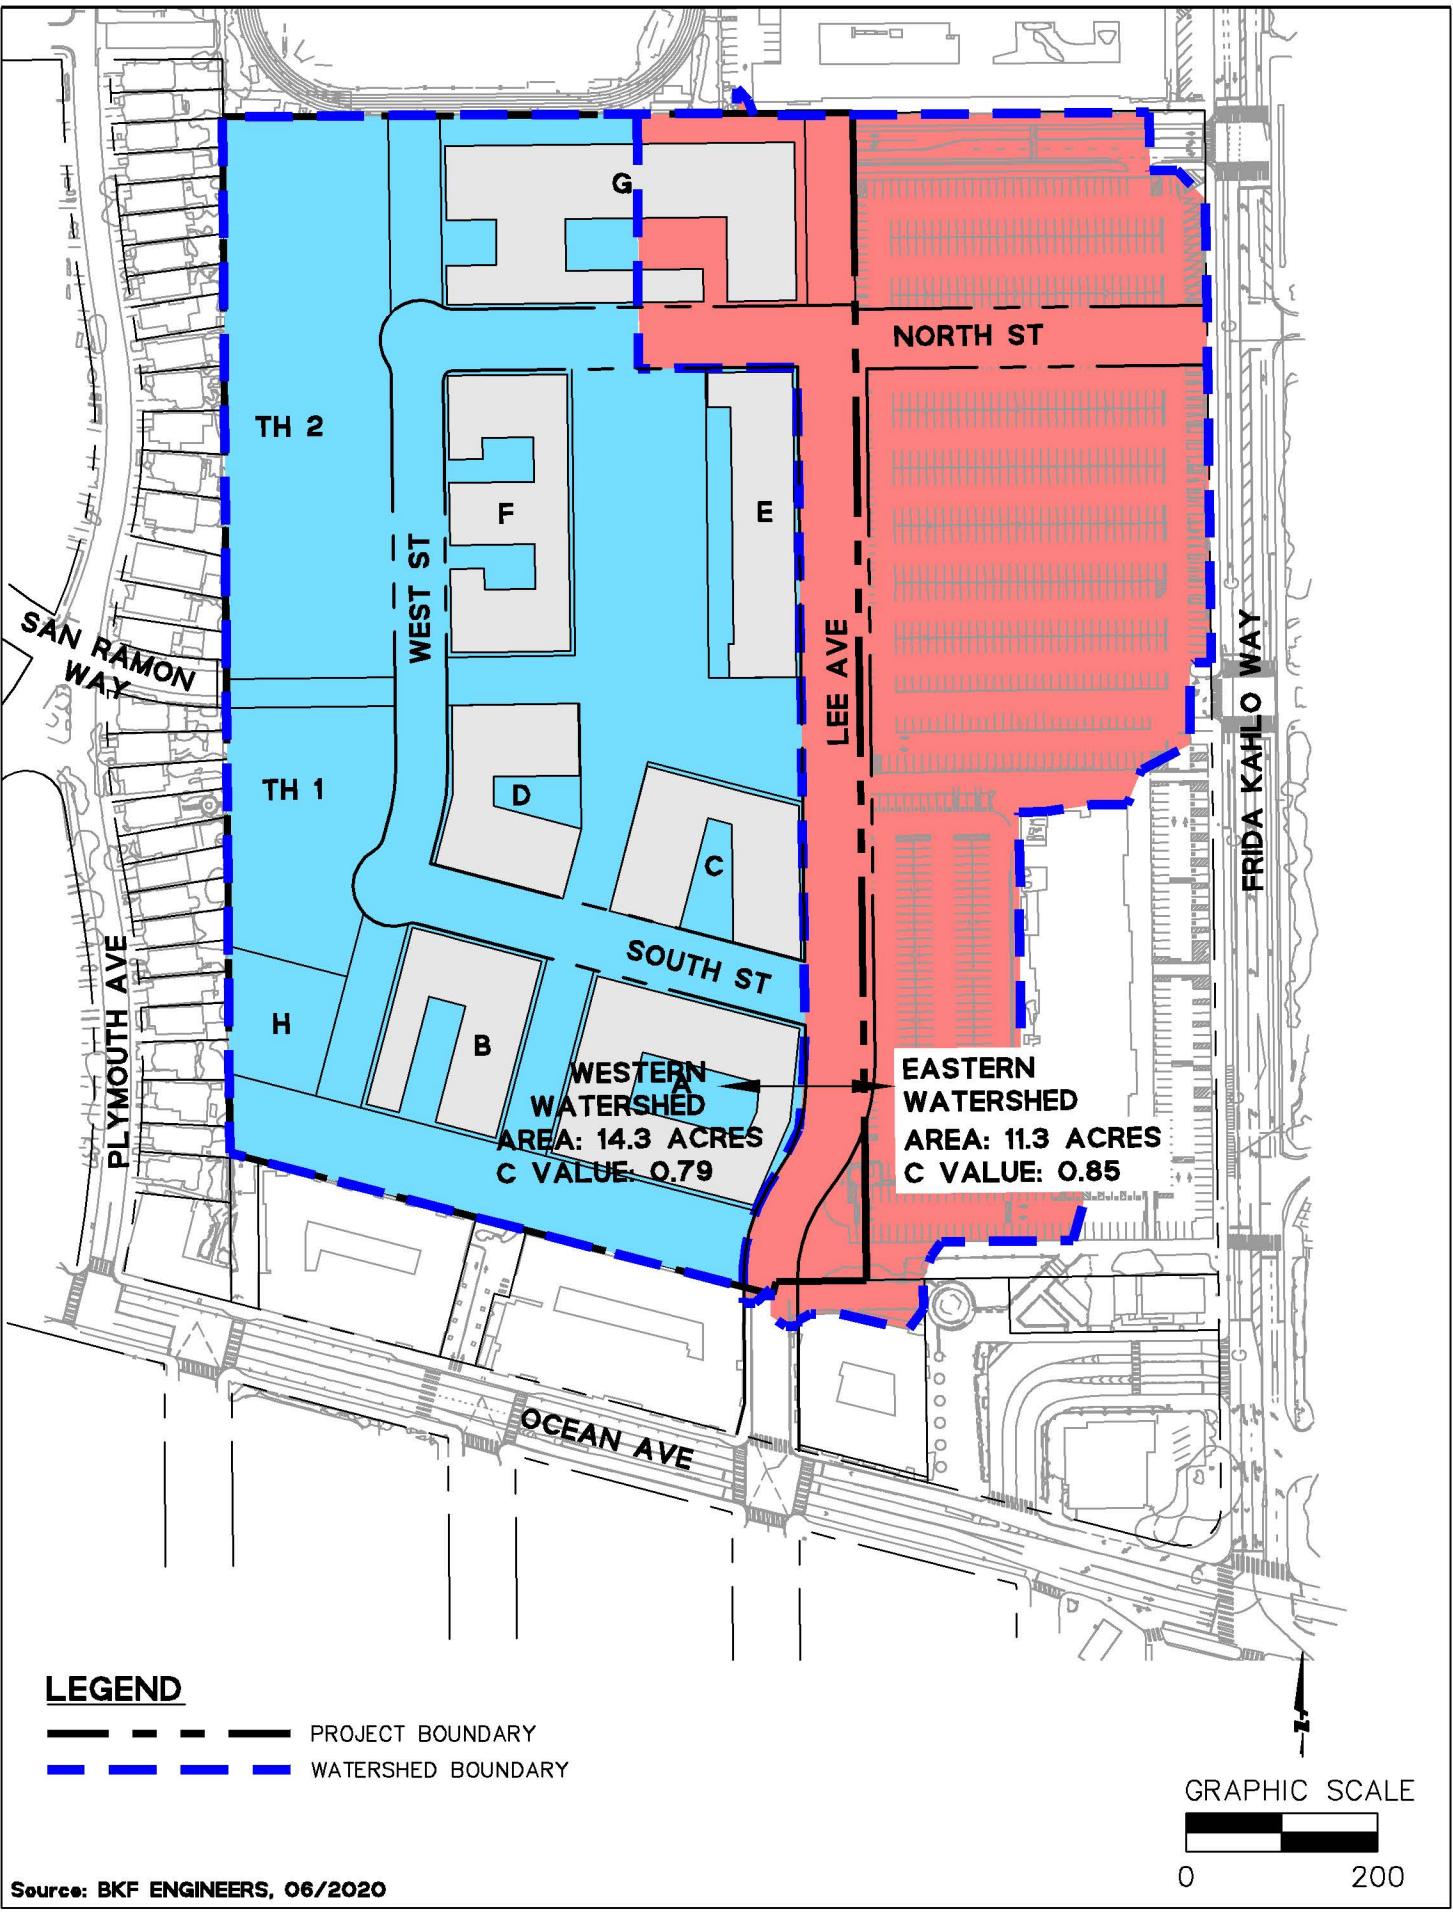 G
NORTH ST
TH 2
F
E
WEST ST
SAN RAMON
WAY
LEE AVE
FRIDA KAHLO WAY
TH 1
D
C
SOUTH ST
PLYMOUTH AVE
H
B
A
WESTERN
WATERSHED
AREA: 14.3 ACRES
C VALUE: 0.79
EASTERN
WATERSHED
AREA: 11.3 ACRES
C VALUE: 0.85
OCEAN AVE
LEGEND
PROJECT BOUNDARY
WATERSHED BOUNDARY
N
GRAPHIC SCALE
0 200
Source: BKF ENGINEERS, 06/2020